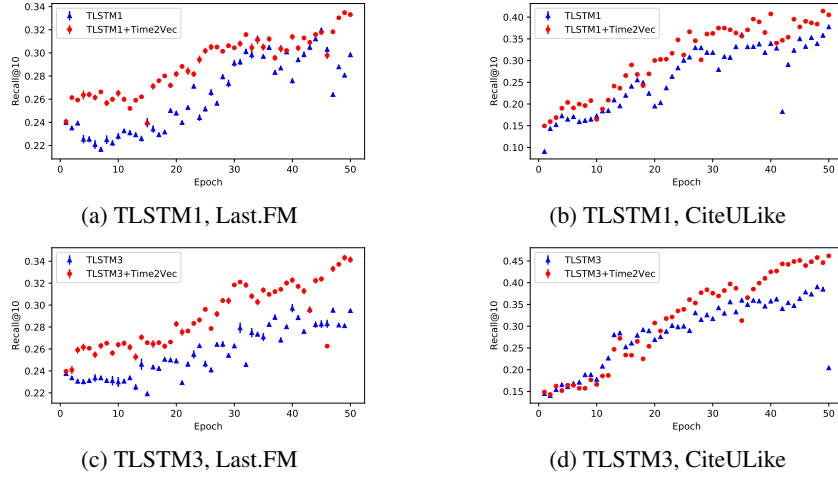 TLSTM1
TLSTM1+Time2Vec
Recall@10
0.34
0.32
0.30
0.28
0.26
0.24
0.22
0 10 20 30 40 50
Epoch
(a) TLSTM1, Last.FM
TLSTM1
TLSTM1+Time2Vec
Recall@10
0.40
0.35
0.30
0.25
0.20
0.15
0.10
0 10 20 30 40 50
Epoch
(b) TLSTM1, CiteULike
TLSTM3
TLSTM3+Time2Vec
Recall@10
0.34
0.32
0.30
0.28
0.26
0.24
0.22
0 10 20 30 40 50
Epoch
(c) TLSTM3, Last.FM
TLSTM3
TLSTM3+Time2Vec
Recall@10
0.45
0.40
0.35
0.30
0.25
0.20
0.15
0 10 20 30 40 50
Epoch
(d) TLSTM3, CiteULike